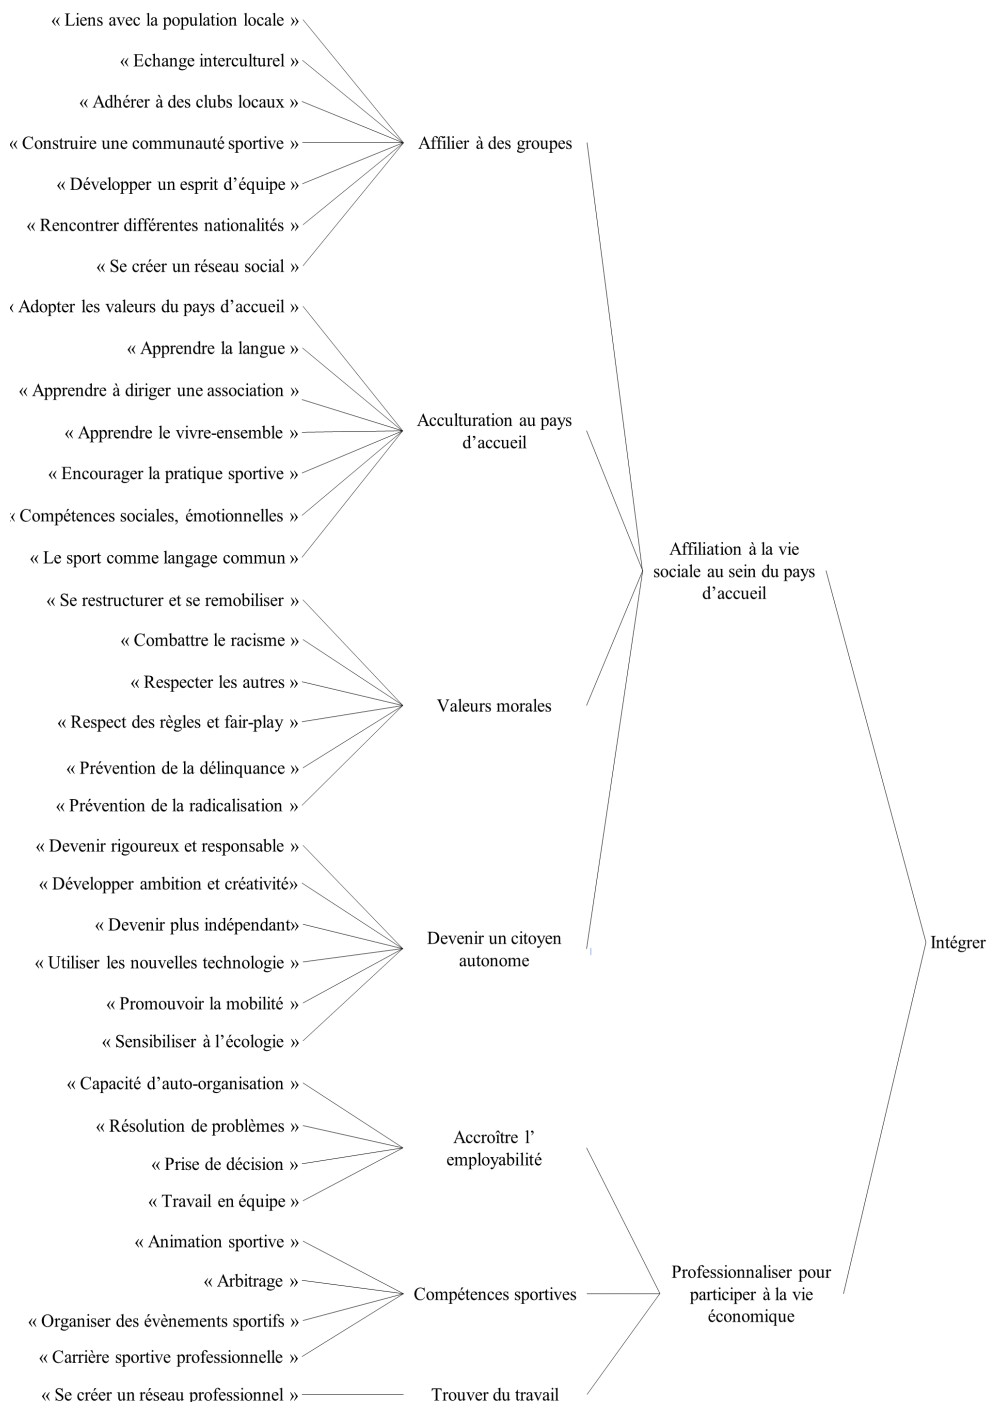 « Liens avec la population locale »
« Echange interculturel »
« Adhérer à des clubs locaux »
« Construire une communauté sportive »
« Développer un esprit d’équipe »
« Rencontrer différentes nationalités »
« Se créer un réseau social »
Affilier à des groupes
« Adopter les valeurs du pays d’accueil »
« Apprendre la langue »
« Apprendre à diriger une association »
« Apprendre le vivre-ensemble »
« Encourager la pratique sportive »
« Compétences sociales, émotionnelles »
« Le sport comme langage commun »
Acculturation au pays
d’accueil
« Se restructurer et se remobiliser »
« Combattre le racisme »
« Respecter les autres »
« Respect des règles et fair-play »
« Prévention de la délinquance »
« Prévention de la radicalisation »
Valeurs morales
« Devenir rigoureux et responsable »
« Développer ambition et créativité»
« Devenir plus indépendant»
« Utiliser les nouvelles technologie »
« Promouvoir la mobilité »
« Sensibiliser à l’écologie »
Devenir un citoyen
autonome
Affiliation à la vie
sociale au sein du pays
d’accueil
« Capacité d’auto-organisation »
« Résolution de problèmes »
« Prise de décision »
« Travail en équipe »
Accroître l’
employabilité
« Animation sportive »
« Arbitrage »
« Organiser des évènements sportifs »
« Carrière sportive professionnelle »
Compétences sportives
« Se créer un réseau professionnel »
Trouver du travail
Professionnaliser pour
participer à la vie
économique
Intégrer